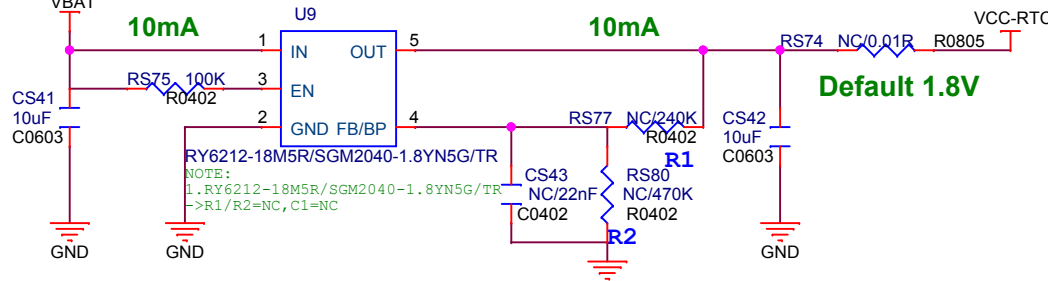 VBAT
10mA
U9
10mA
VCC-RTC
1
IN
OUT
5
RS74
NC/0.01R
R0805
Default 1.8V
RS75
100K
R0402
3
EN
CS41
10uF
C0603
2
GND
FB/BP
4
RS77
NC/240K
R0402
R1
CS42
10uF
C0603
RY6212-18M5R/SGM2040-1.8YN5G/TR
NOTE:
1.RY6212-18M5R/SGM2040-1.8YN5G/TR
->R1/R2=NC,C1=NC
CS43
NC/22nF
C0402
RS80
NC/470K
R0402
R2
GND
GND
GND